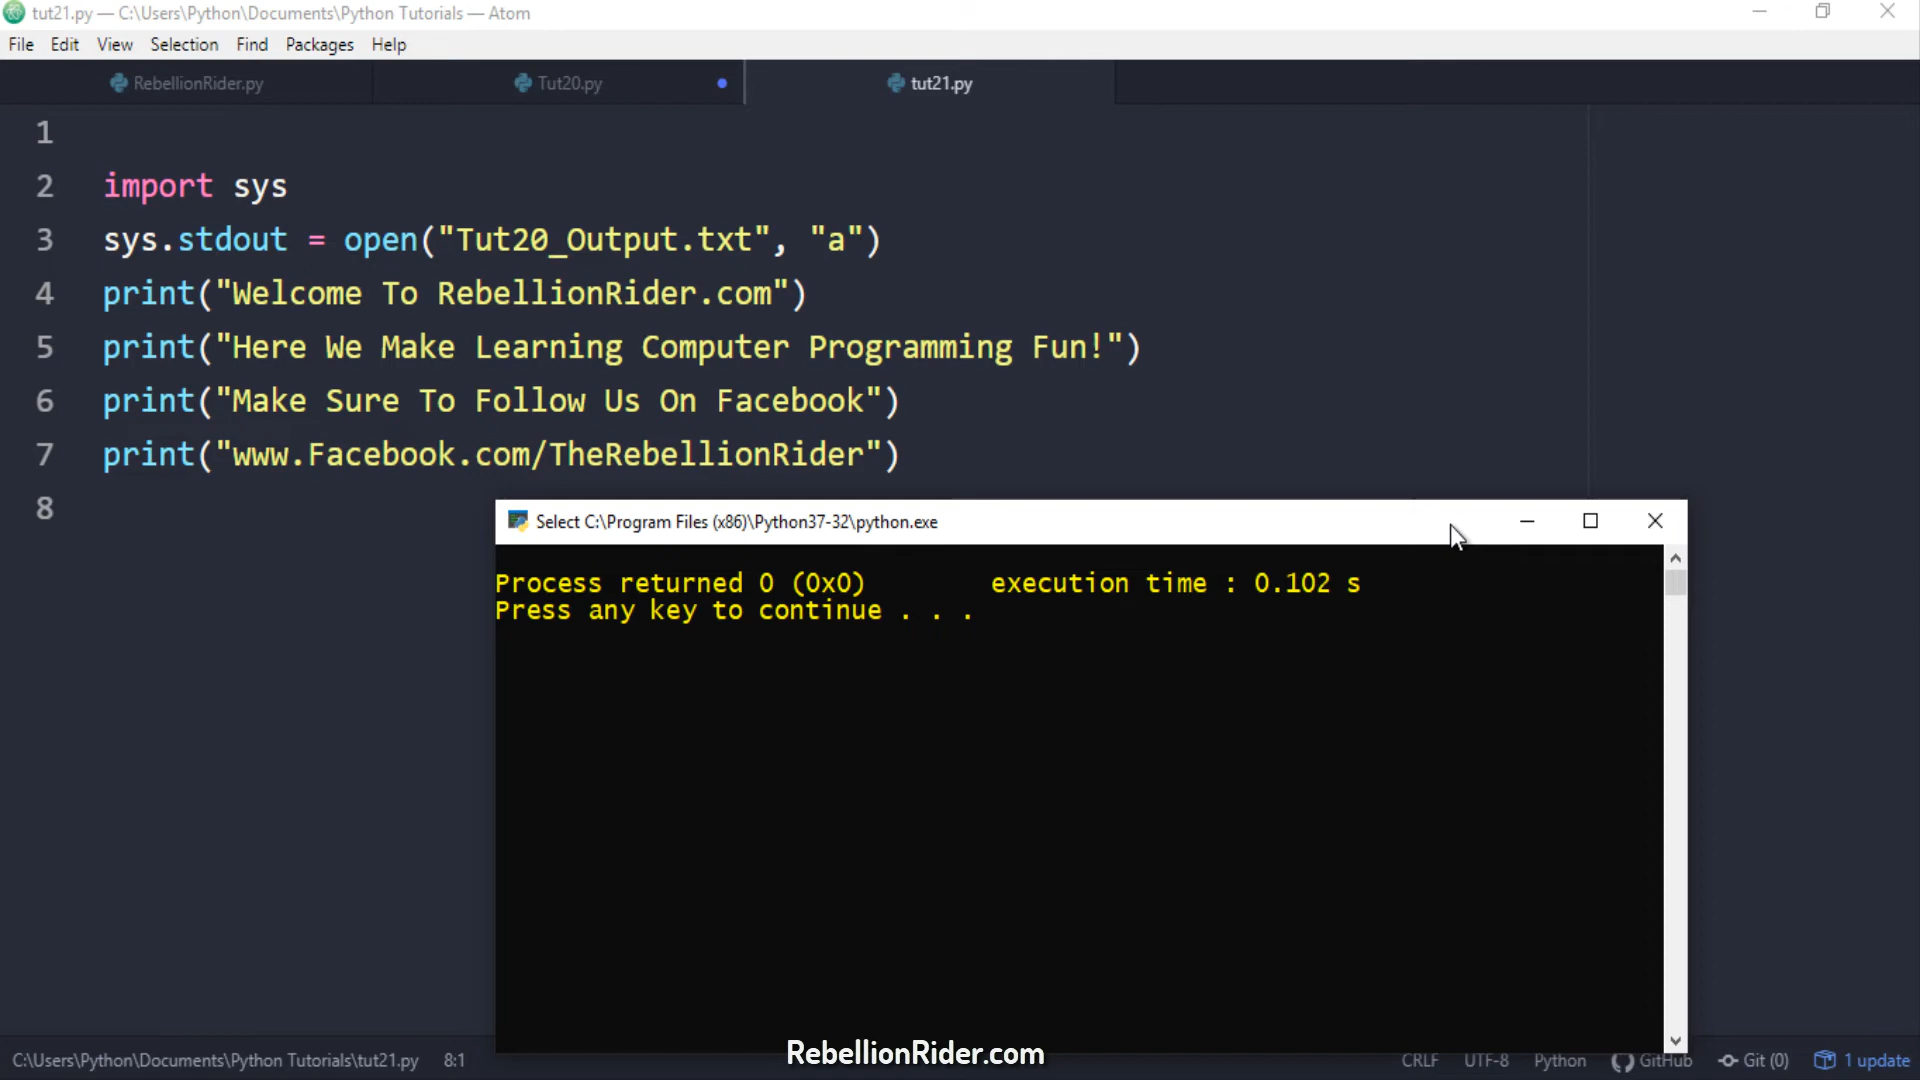 tut21.py — C:\Users\Python\Documents\Python Tutorials — Atom
File Edit View Selection Find Packages Help
RebellionRider.py Tut20.py tut21.py
1
2 import sys
3 sys.stdout = open("Tut20_Output.txt", "a")
4 print("Welcome To RebellionRider.com")
5 print("Here We Make Learning Computer Programming Fun!")
6 print("Make Sure To Follow Us On Facebook")
7 print("www.Facebook.com/TheRebellionRider")
8
Select C:\Program Files (x86)\Python37-32\python.exe
Process returned 0 (0x0) execution time : 0.102 s
Press any key to continue . . .
RebellionRider.com
C:\Users\Python\Documents\Python Tutorials\tut21.py 8:1 CRLF UTF-8 Python GitHub Git (0) 1 update